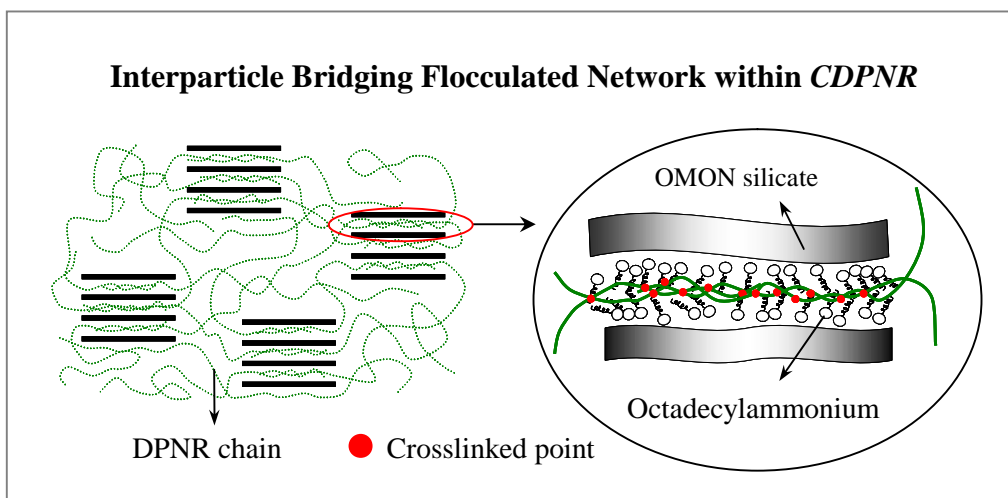 Interparticle Bridging Flocculated Network within CDPNR
OMON silicate
Octadecylammonium
DPNR chain
Crosslinked point